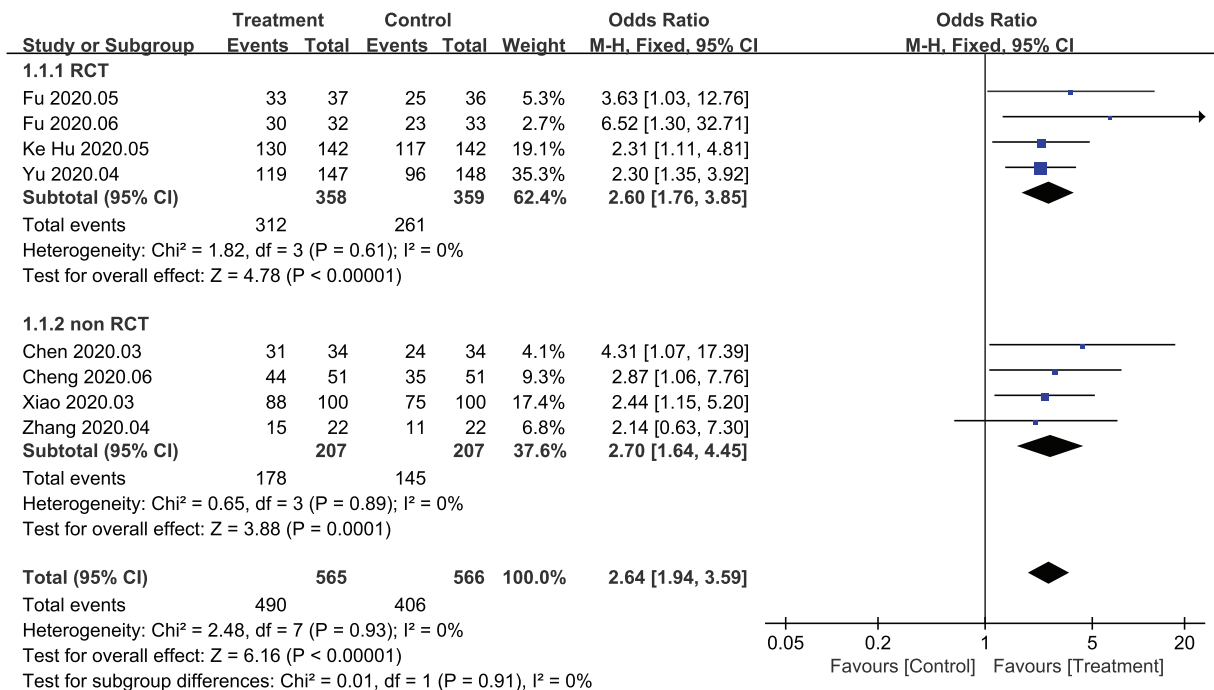 Treatment Control Odds Ratio Odds Ratio
Study or Subgroup Events Total Events Total Weight M-H, Fixed, 95% CI M-H, Fixed, 95% CI
1.1.1 RCT
Fu 2020.05 33 37 25 36 5.3% 3.63 [1.03, 12.76]
Fu 2020.06 30 32 23 33 2.7% 6.52 [1.30, 32.71]
Ke Hu 2020.05 130 142 117 142 19.1% 2.31 [1.11, 4.81]
Yu 2020.04 119 147 96 148 35.3% 2.30 [1.35, 3.92]
Subtotal (95% CI) 358 359 62.4% 2.60 [1.76, 3.85]
Total events 312 261
Heterogeneity: Chi² = 1.82, df = 3 (P = 0.61); I² = 0%
Test for overall effect: Z = 4.78 (P < 0.00001)
1.1.2 non RCT
Chen 2020.03 31 34 24 34 4.1% 4.31 [1.07, 17.39]
Cheng 2020.06 44 51 35 51 9.3% 2.87 [1.06, 7.76]
Xiao 2020.03 88 100 75 100 17.4% 2.44 [1.15, 5.20]
Zhang 2020.04 15 22 11 22 6.8% 2.14 [0.63, 7.30]
Subtotal (95% CI) 207 207 37.6% 2.70 [1.64, 4.45]
Total events 178 145
Heterogeneity: Chi² = 0.65, df = 3 (P = 0.89); I² = 0%
Test for overall effect: Z = 3.88 (P = 0.0001)
Total (95% CI) 565 566 100.0% 2.64 [1.94, 3.59]
Total events 490 406
Heterogeneity: Chi² = 2.48, df = 7 (P = 0.93); I² = 0%
Test for overall effect: Z = 6.16 (P < 0.00001)
Test for subgroup differences: Chi² = 0.01, df = 1 (P = 0.91), I² = 0%
0.05 0.2 1 5 20
Favours [Control] Favours [Treatment]